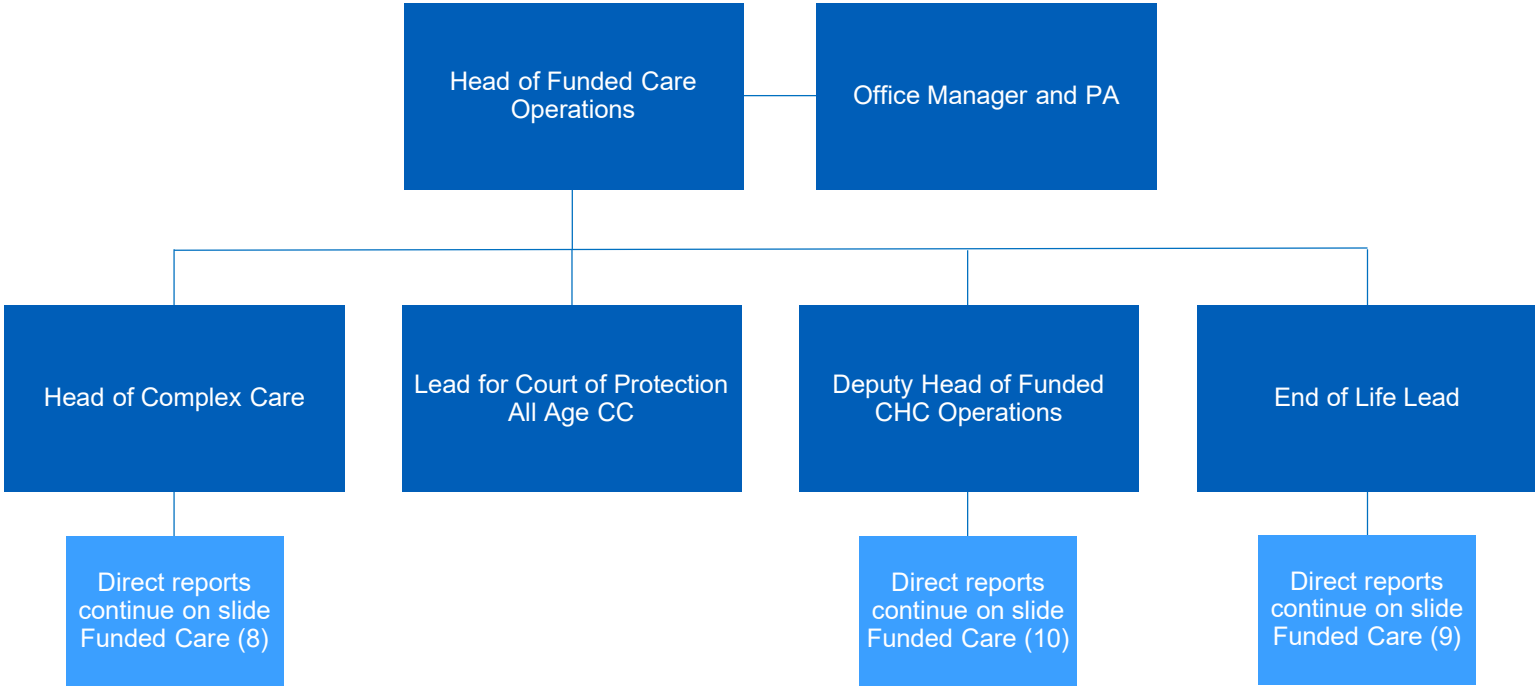 Head of Funded Care
Operations
Office Manager and PA
Head of Complex Care
Lead for Court of Protection
All Age CC
Deputy Head of Funded
CHC Operations
End of Life Lead
Direct reports
continue on slide
Funded Care (8)
Direct reports
continue on slide
Funded Care (10)
Direct reports
continue on slide
Funded Care (9)